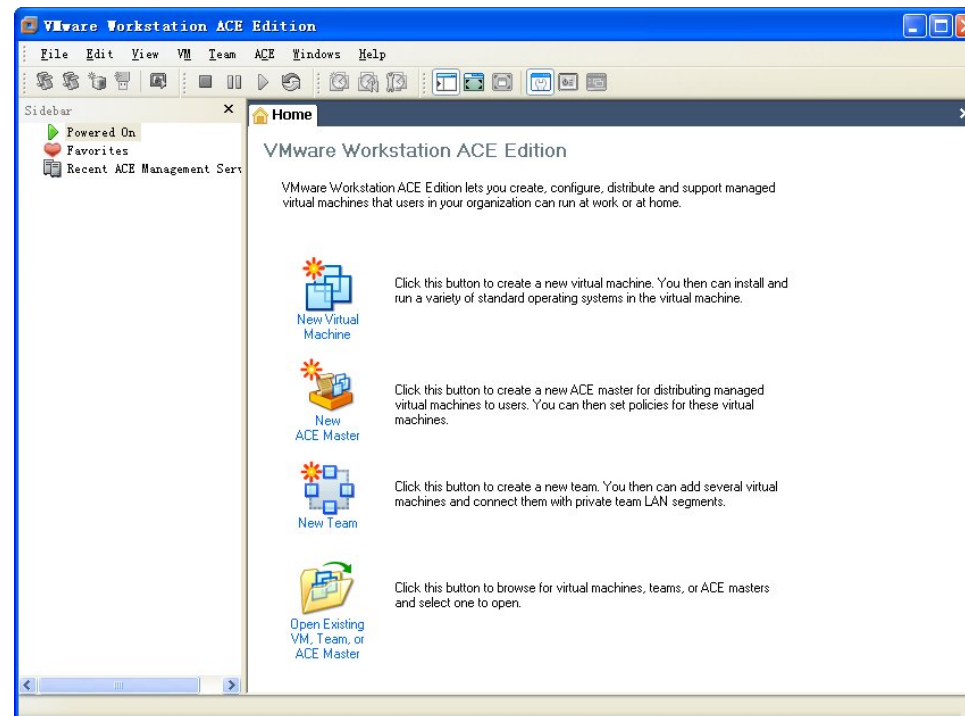 VMware Workstation ACE Edition
File Edit View VM Team ACE Windows Help
Sidebar
Powered On
Favorites
Recent ACE Management Serv
Home
VMware Workstation ACE Edition
VMware Workstation ACE Edition lets you create, configure, distribute and support managed
virtual machines that users in your organization can run at work or at home.
New Virtual
Machine
Click this button to create a new virtual machine. You then can install and
run a variety of standard operating systems in the virtual machine.
New
ACE Master
Click this button to create a new ACE master for distributing managed
virtual machines to users. You can then set policies for these virtual
machines.
New Team
Click this button to create a new team. You then can add several virtual
machines and connect them with private team LAN segments.
Open Existing
VM, Team, or
ACE Master
Click this button to browse for virtual machines, teams, or ACE masters
and select one to open.